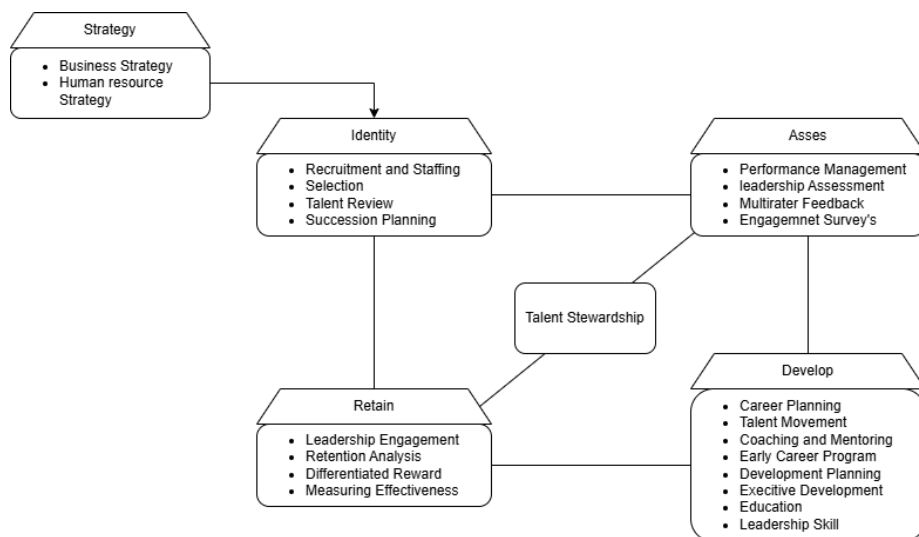 Strategy
Business Strategy
Human resource
Strategy
Identity
Recruitment and Staffing
Selection
Talent Review
Succession Planning
Asses
Performance Management
leadership Assessment
Multirater Feedback
Engagemnet Survey's
Talent Stewardship
Retain
Leadership Engagement
Retention Analysis
Differentiated Reward
Measuring Effectiveness
Develop
Career Planning
Talent Movement
Coaching and Mentoring
Early Career Program
Development Planning
Execitive Development
Education
Leadership Skill